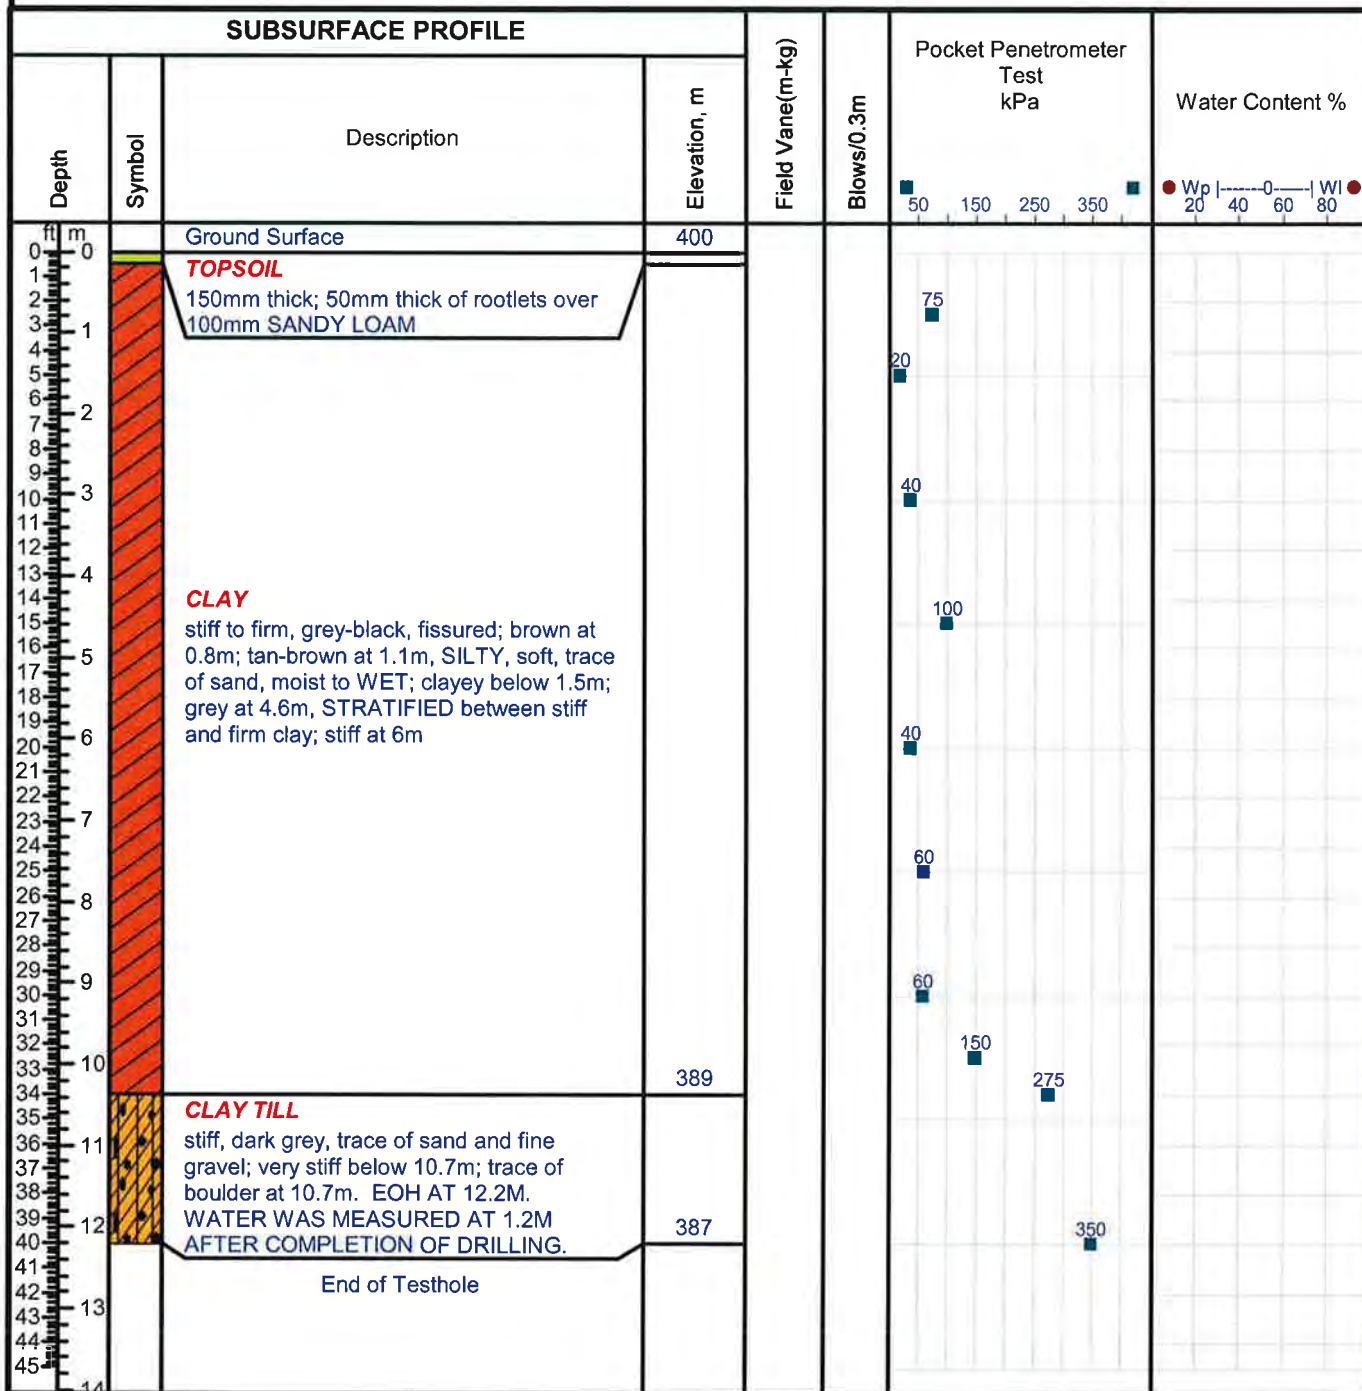 SUBSURFACE PROFILE
Depth
Symbol
Description
Elevation, m
Field Vane(m-kg)
Blows/0.3m
Pocket Penetrometer
Test
kPa
50 150 250 350
Water Content %
Wp |-------0------| Wl
20 40 60 80
ft m
Ground Surface
400
TOPSOIL
150mm thick; 50mm thick of rootlets over
100mm SANDY LOAM
CLAY
stiff to firm, grey-black, fissured; brown at
0.8m; tan-brown at 1.1m, SILTY, soft, trace
of sand, moist to WET; clayey below 1.5m;
grey at 4.6m, STRATIFIED between stiff
and firm clay; stiff at 6m
389
CLAY TILL
stiff, dark grey, trace of sand and fine
gravel; very stiff below 10.7m; trace of
boulder at 10.7m. EOH AT 12.2M.
WATER WAS MEASURED AT 1.2M
AFTER COMPLETION OF DRILLING.
387
End of Testhole
0
1
2
3
4
5
6
7
8
9
10
11
12
13
14
15
16
17
18
19
20
21
22
23
24
25
26
27
28
29
30
31
32
33
34
35
36
37
38
39
40
41
42
43
44
45
0
1
2
3
4
5
6
7
8
9
10
11
12
13
14
75
20
40
100
40
60
60
150
275
350